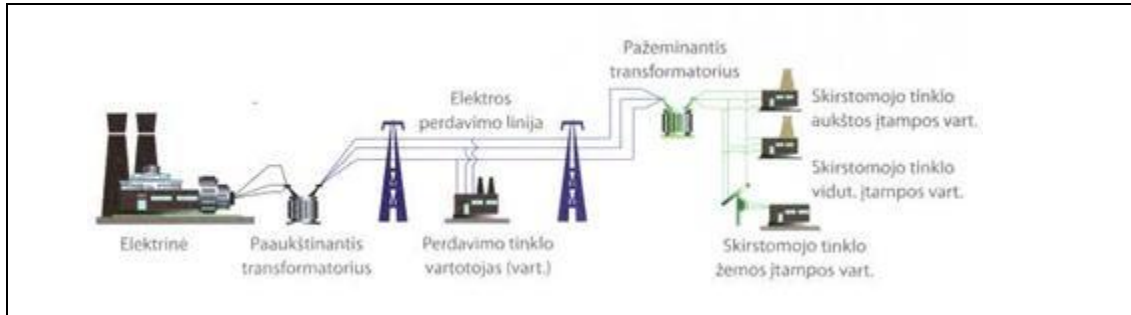 Pažeminantis
transformatorius
Elektros
perdavimo linija
Skirstomojo tinklo
aukštos įtampos vart.
Skirstomojo tinklo
vidut. įtampos vart.
Elektrinė
Paaukštinantis
transformatorius
Perdavimo tinklo
vartotojas (vart.)
Skirstomojo tinklo
žemos įtampos vart.